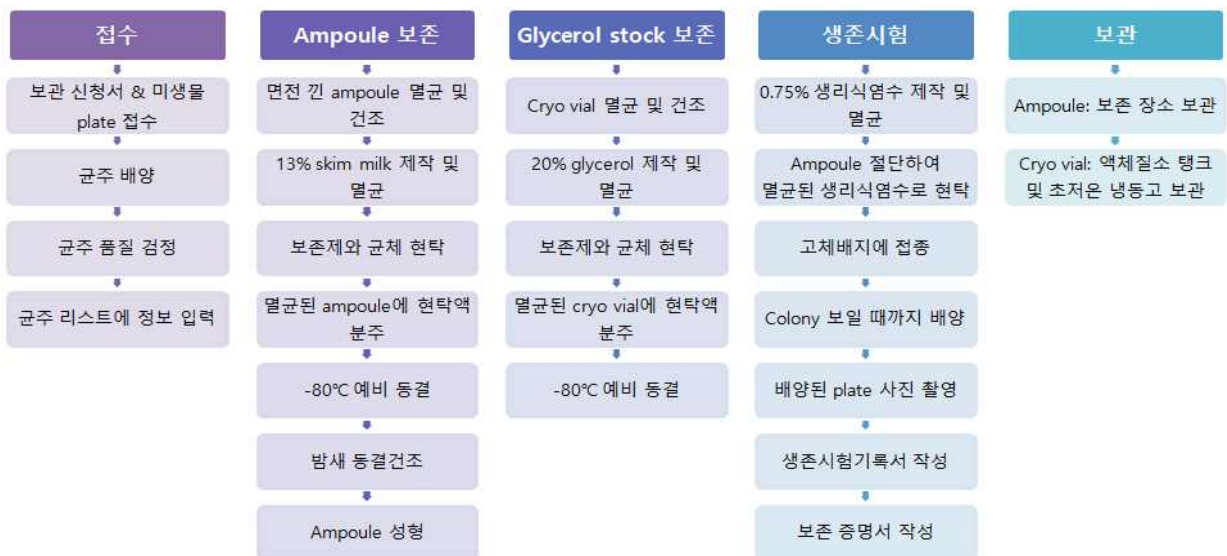 접수
보관 신청서 & 미생물
plate 접수
균주 배양
균주 품질 검정
균주 리스트에 정보 입력
Ampoule 보존
면전 낀 ampoule 멸균 및
건조
13% skim milk 제작 및
멸균
보존제와 균체 현탁
멸균된 ampoule에 현탁액
분주
-80℃ 예비 동결
밤새 동결건조
Ampoule 성형
Glycerol stock 보존
Cryo vial 멸균 및 건조
20% glycerol 제작 및
멸균
보존제와 균체 현탁
멸균된 cryo vial에 현탁액
분주
-80℃ 예비 동결
생존시험
0.75% 생리식염수 제작 및
멸균
Ampoule 절단하여
멸균된 생리식염수로 현탁
고체배지에 접종
Colony 보일 때까지 배양
배양된 plate 사진 촬영
생존시험기록서 작성
보존 증명서 작성
보관
Ampoule: 보존 장소 보관
Cryo vial: 액체질소 탱크
및 초저온 냉동고 보관